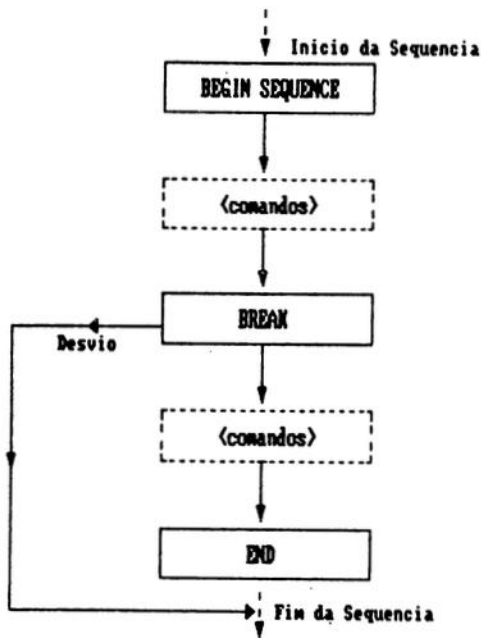 Inicio da Sequencia
BEGIN SEQUENCE
<comandos>
BREAK
Desvio
<comandos>
END
Fim da Sequencia